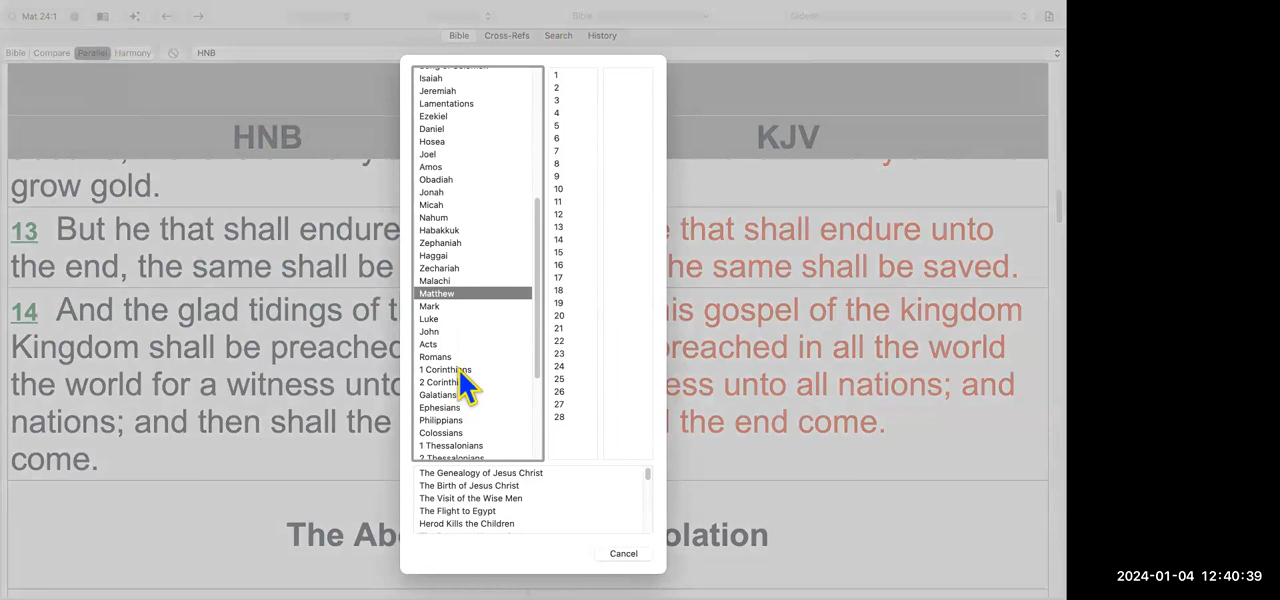 Mat 24:1
Bible
Gideon
Bible Cross-Refs Search History
Bible Compare Parallel Harmony HNB
HNB KJV
grow gold.
13 But he that shall endure
the end, the same shall be
14 And the glad tidings of
Kingdom shall be preached
the world for a witness unto
nations; and then shall the
come.
that shall endure unto
he same shall be saved.
his gospel of the kingdom
preached in all the world
ess unto all nations; and
the end come.
The Ab olation
Isaiah
Jeremiah
Lamentations
Ezekiel
Daniel
Hosea
Joel
Amos
Obadiah
Jonah
Micah
Nahum
Habakkuk
Zephaniah
Haggai
Zechariah
Malachi
Matthew
Mark
Luke
John
Acts
Romans
1 Corinthians
2 Corinthi
Galatians
Ephesians
Philippians
Colossians
1 Thessalonians
2 Thessalonians
1
2
3
4
5
6
7
8
9
10
11
12
13
14
15
16
17
18
19
20
21
22
23
24
25
26
27
28
The Genealogy of Jesus Christ
The Birth of Jesus Christ
The Visit of the Wise Men
The Flight to Egypt
Herod Kills the Children
Cancel
2024-01-04 12:40:39